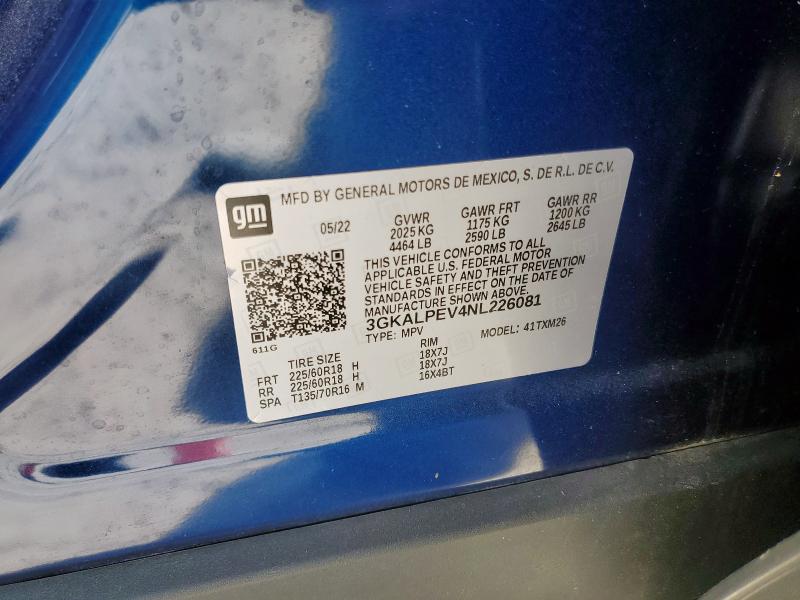 gm
MFD BY GENERAL MOTORS DE MEXICO, S. DE R.L. DE C.V.
05/22 GVWR GAWR FRT GAWR RR
2025 KG 1175 KG 1200 KG
4464 LB 2590 LB 2645 LB
THIS VEHICLE CONFORMS TO ALL
APPLICABLE U.S. FEDERAL MOTOR
VEHICLE SAFETY AND THEFT PREVENTION
STANDARDS IN EFFECT ON THE DATE OF
MANUFACTURE SHOWN ABOVE.
3GKALPEV4NL226081
TYPE: MPV MODEL: 41TXM26
611G
TIRE SIZE RIM
FRT 225/60R18 H 18X7J
RR 225/60R18 H 18X7J
SPA T135/70R16 M 16X4BT